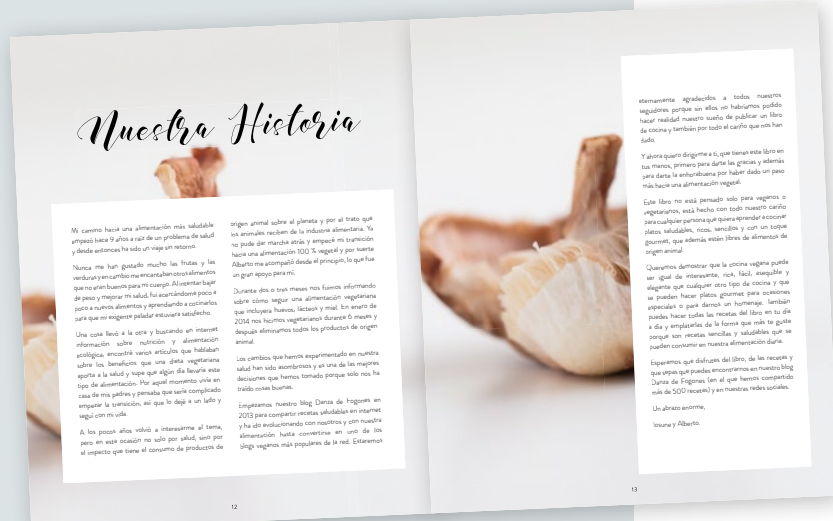 Nuestra Historia
Mi camino hacia una alimentación más saludable
empezó hace 9 años a raíz de un problema de salud
y desde entonces ha sido un viaje sin retorno.
Nunca me han gustado mucho las frutas y las
verduras y en cambio me encantaban otros alimentos
que no eran buenos para mi cuerpo. Al intentar bajar
de peso y mejorar mi salud, fui acercándome poco a
poco a nuevos alimentos y aprendiendo a cocinarlos
para que mi exigente paladar estuviera satisfecho.
Una cosa llevó a la otra y buscando en internet
información sobre nutrición y alimentación
ecológica, encontré varios artículos que hablaban
sobre los beneficios que una dieta vegetariana
aporta a la salud y supe que algún día llevaría este
tipo de alimentación. Por aquel momento vivía en
casa de mis padres y pensaba que sería complicado
empezar la transición, así que lo dejé a un lado y
seguí con mi vida.
A los pocos años volvió a interesarme el tema,
pero en esta ocasión no solo por salud, sino por
el impacto que tiene el consumo de productos de
origen animal sobre el planeta y por el trato que
los animales reciben de la industria alimentaria. Ya
no pude dar marcha atrás y empecé mi transición
hacia una alimentación 100 % vegetal y por suerte
Alberto me acompañó desde el principio, lo que fue
un gran apoyo para mí.
Durante dos o tres meses nos fuimos informando
sobre cómo seguir una alimentación vegetariana
que incluyera huevos, lácteos y miel. En enero de
2014 nos hicimos vegetarianos durante 6 meses y
después eliminamos todos los productos de origen
animal.
Los cambios que hemos experimentado en nuestra
salud han sido asombrosos y es una de las mejores
decisiones que hemos tomado porque solo nos ha
traído cosas buenas.
Empezamos nuestro blog Danza de Fogones en
2013 para compartir recetas saludables en internet
y ha ido evolucionando con nosotros y con nuestra
alimentación hasta convertirse en uno de los
blogs veganos más populares de la red. Estaremos
12
eternamente agradecidos a todos nuestros
seguidores porque sin ellos no habríamos podido
hacer realidad nuestro sueño de publicar un libro
de cocina y también por todo el cariño que nos han
dado.
Y ahora quiero dirigirme a ti, que tienes este libro en
tus manos, primero para darte las gracias y además
para darte la enhorabuena por haber dado un paso
más hacia una alimentación vegetal.
Este libro no está pensado solo para veganos o
vegetarianos, está hecho con todo nuestro cariño
para cualquier persona que quiera aprender a cocinar
platos saludables, ricos, sencillos y con un toque
gourmet, que además estén libres de alimentos de
origen animal.
Queramos demostrar que la cocina vegana puede
ser igual de interesante, rica, fácil, asequible y
elegante que cualquier otro tipo de cocina y que
se pueden hacer platos gourmet para ocasiones
especiales o para darnos un homenaje. También
puedes hacer todas las recetas del libro en tu día
a día y emplatarlas de la forma que más te guste
porque son recetas sencillas y saludables que se
pueden consumir en nuestra alimentación diaria.
Esperamos que disfrutes del libro, de las recetas y
que sepas que puedes encontrarnos en nuestro blog
Danza de Fogones (en el que hemos compartido
más de 500 recetas) y en nuestras redes sociales.
Un abrazo enorme,
Iosune y Alberto.
13